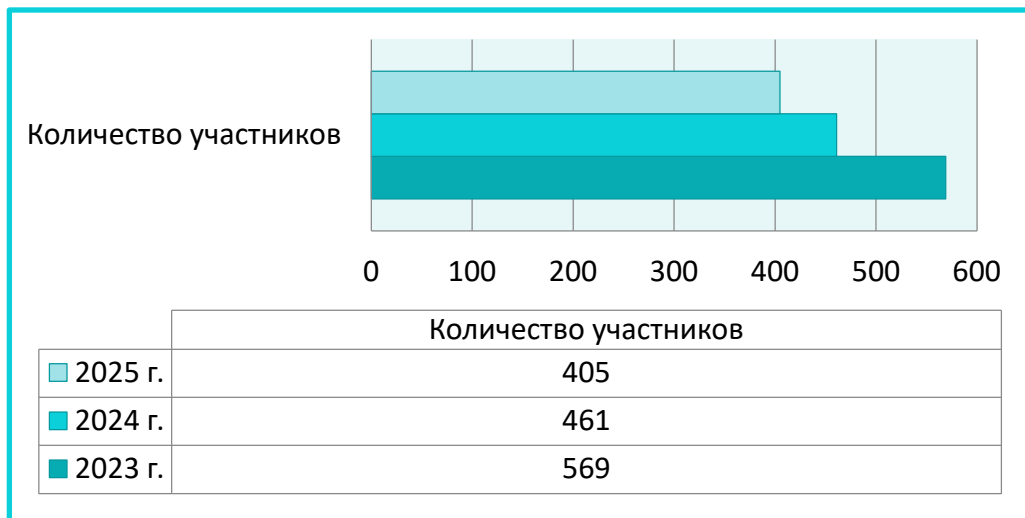 Количество участников
0 100 200 300 400 500 600
Количество участников
2025 г. 405
2024 г. 461
2023 г. 569